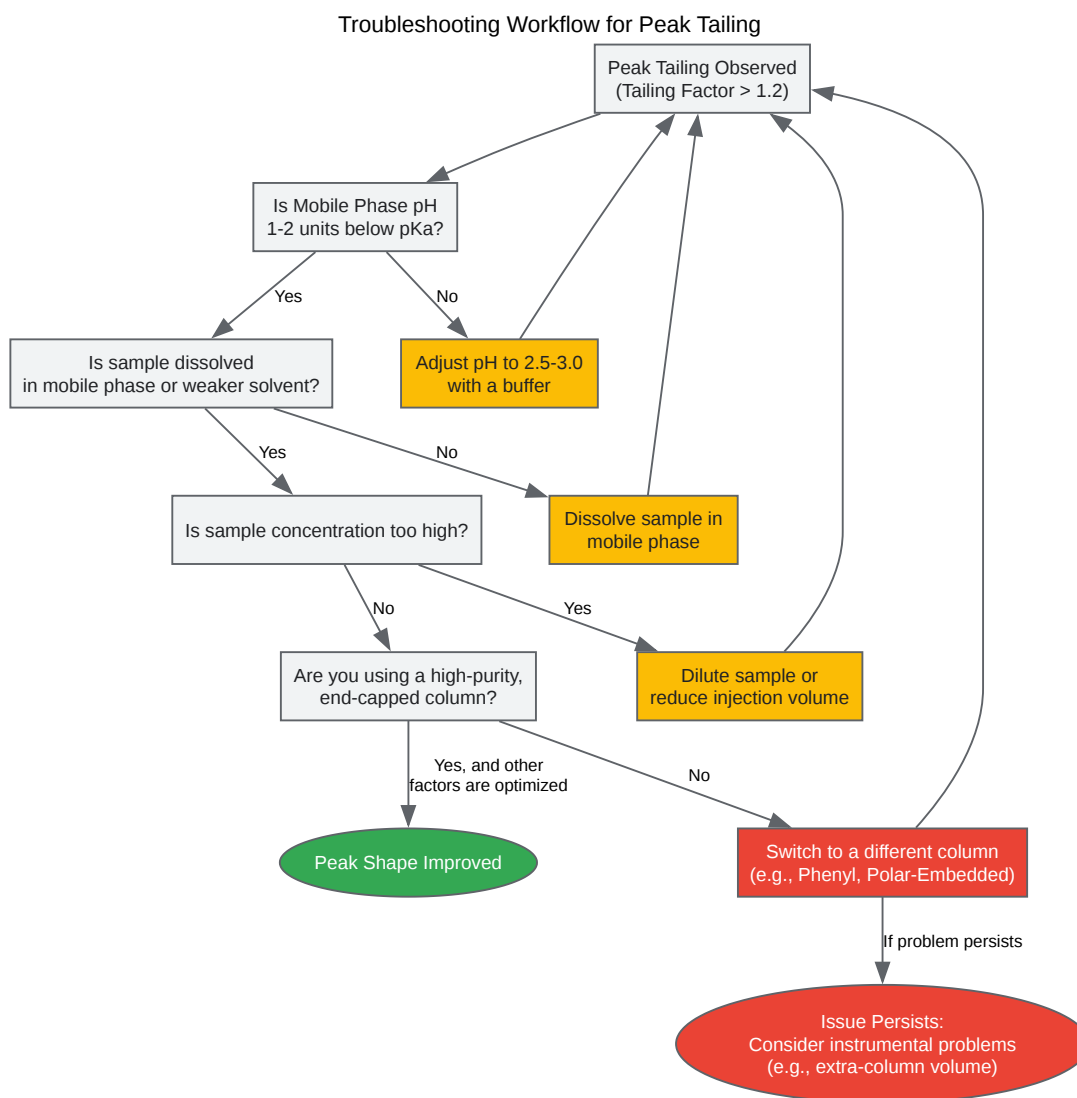 Troubleshooting Workflow for Peak Tailing
Peak Tailing Observed
(Tailing Factor > 1.2)
Is Mobile Phase pH
1-2 units below pKa?
Yes
No
Is sample dissolved
in mobile phase or weaker solvent?
Adjust pH to 2.5-3.0
with a buffer
Yes
No
Is sample concentration too high?
Dissolve sample in
mobile phase
No
Yes
Are you using a high-purity,
end-capped column?
Dilute sample or
reduce injection volume
Yes, and other
factors are optimized
No
Peak Shape Improved
Switch to a different column
(e.g., Phenyl, Polar-Embedded)
If problem persists
Issue Persists:
Consider instrumental problems
(e.g., extra-column volume)